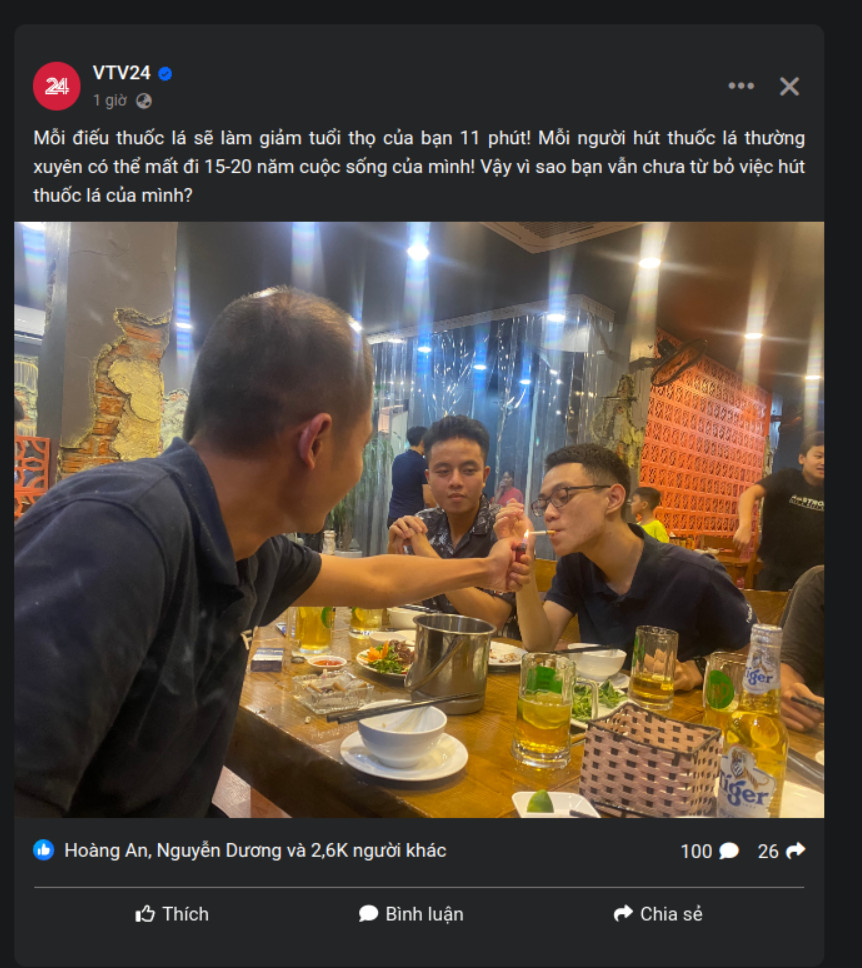 24
VTV24
1 giờ
Mỗi điếu thuốc lá sẽ làm giảm tuổi thọ của bạn 11 phút! Mỗi người hút thuốc lá thường
xuyên có thể mất đi 15-20 năm cuộc sống của mình! Vậy vì sao bạn vẫn chưa từ bỏ việc hút
thuốc lá của mình?
Tiger
Tiger
Hoàng An, Nguyễn Dương và 2,6K người khác
100
26
Thích
Bình luận
Chia sẻ